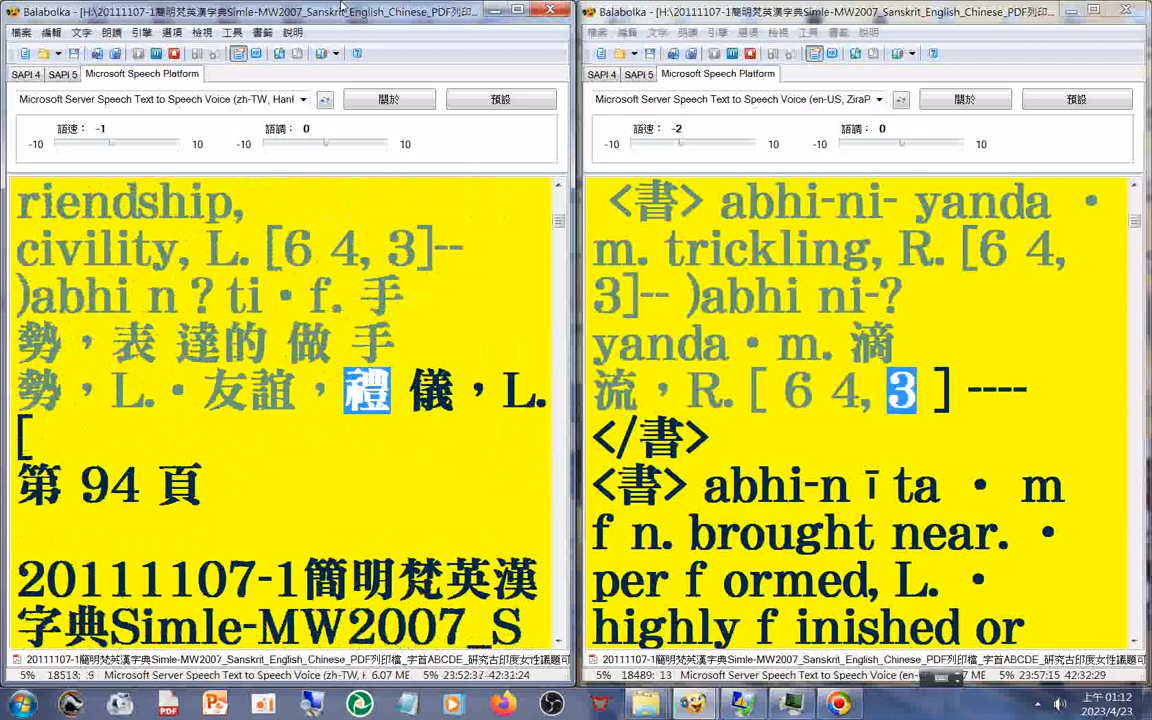 Balabolka - [H:\20111107-1簡明梵英漢字典Simle-MW2007_Sanskrit_English_Chinese_PDF列印...
檔案 編輯 文字 朗讀 引擎 選項 檢視 工具 書籤 說明
SAPI 4 SAPI 5 Microsoft Speech Platform
Microsoft Server Speech Text to Speech Voice (zh-TW, Hanl
關於 預設
語速： -1 語調： 0
-10 10 -10 10
riendship,
civility, L. [6 4, 3]--
)abhi n ? ti • f. 手
勢，表 達的 做 手
勢，L.・友誼，禮 儀，L.
[
第 94 頁
20111107-1簡明梵英漢
字典Simle-MW2007_S
20111107-1簡明梵英漢字典Simle-MW2007_Sanskrit_English_Chinese_PDF列印檔_字首ABCDE_研究古印度女性議題可
5% 18518: :9 Microsoft Server Speech Text to Speech Voice (zh-TW, H 6.07 MB 5% 23:52:37 42:31:24
Balabolka - [H:\20111107-1簡明梵英漢字典Simle-MW2007_Sanskrit_English_Chinese_PDF列印...
檔案 編輯 文字 朗讀 引擎 選項 檢視 工具 書籤 說明
SAPI 4 SAPI 5 Microsoft Speech Platform
Microsoft Server Speech Text to Speech Voice (en-US, ZiraP
關於 預設
語速： -2 語調： 0
-10 10 -10 10
<書> abhi-ni- yanda •
m. trickling, R. [6 4,
3]-- )abhi ni-?
yanda • m. 滴
流，R. [ 6 4, 3 ] ----
</書>
<書> abhi-n ī ta • m
f n. brought near. •
per f ormed, L. •
highly f inished or
20111107-1簡明梵英漢字典Simle-MW2007_Sanskrit_English_Chinese_PDF列印檔_字首ABCDE_研究古印度女性議題可
5% 18489: 13 Microsoft Server Speech Text to Speech Voice (en-US, 5% 23:57:15 42:32:29
上午 01:12
2023/4/23